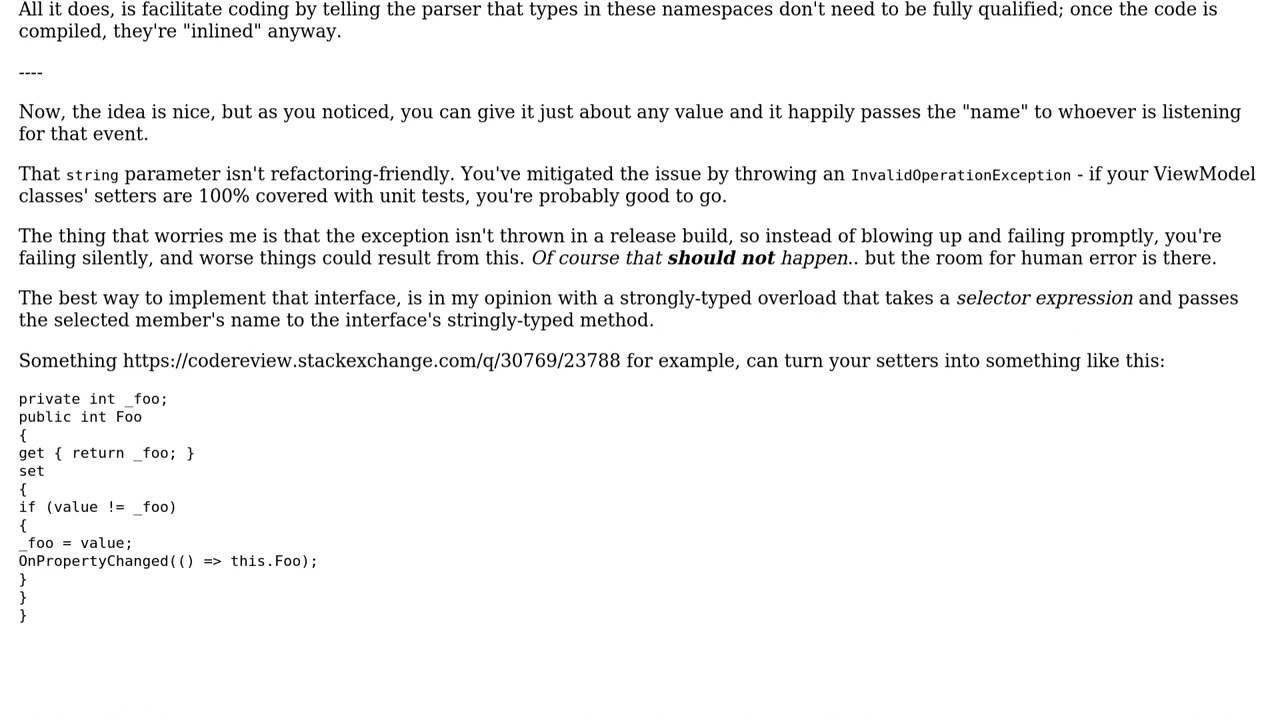 All it does, is facilitate coding by telling the parser that types in these namespaces don't need to be fully qualified; once the code is
compiled, they're "inlined" anyway.
----
Now, the idea is nice, but as you noticed, you can give it just about any value and it happily passes the "name" to whoever is listening
for that event.
That string parameter isn't refactoring-friendly. You've mitigated the issue by throwing an InvalidOperationException - if your ViewModel
classes' setters are 100% covered with unit tests, you're probably good to go.
The thing that worries me is that the exception isn't thrown in a release build, so instead of blowing up and failing promptly, you're
failing silently, and worse things could result from this. Of course that should not happen.. but the room for human error is there.
The best way to implement that interface, is in my opinion with a strongly-typed overload that takes a selector expression and passes
the selected member's name to the interface's stringly-typed method.
Something https://codereview.stackexchange.com/q/30769/23788 for example, can turn your setters into something like this:
private int _foo;
public int Foo
{
get { return _foo; }
set
{
if (value != _foo)
{
_foo = value;
OnPropertyChanged(() => this.Foo);
}
}
}